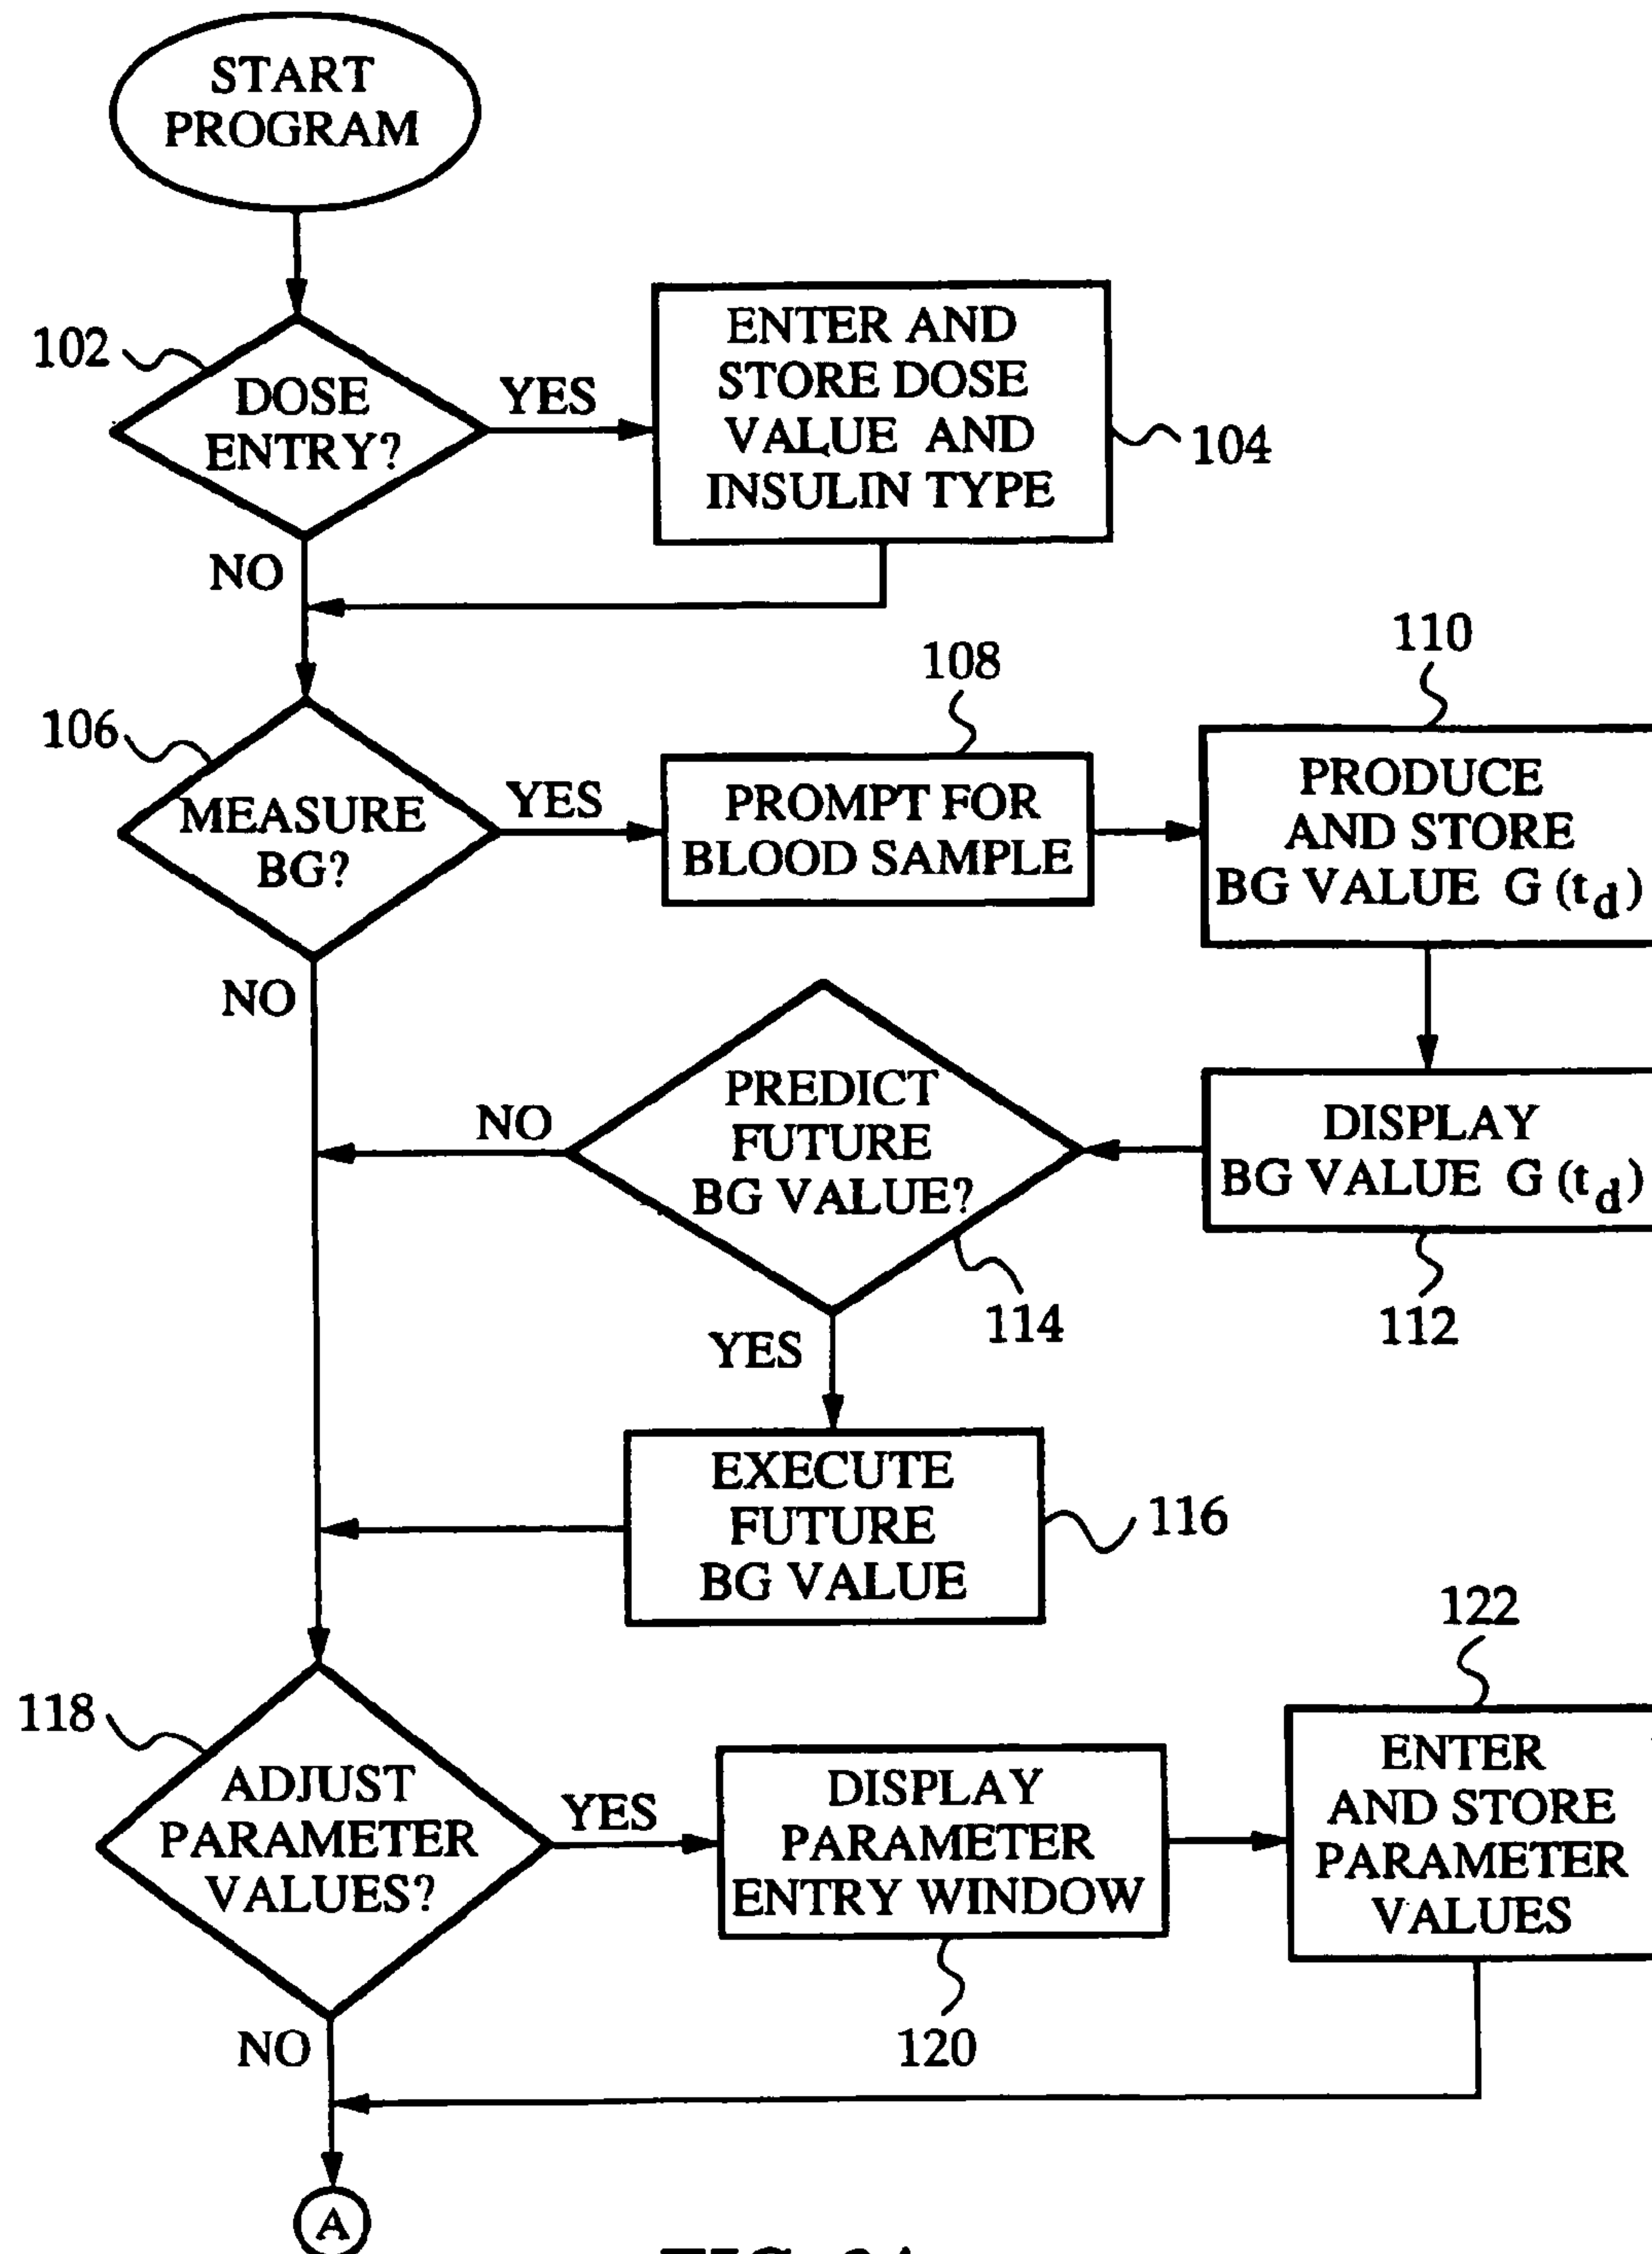 START
PROGRAM
102
DOSE
ENTRY?
YES
ENTER AND
STORE DOSE
VALUE AND
INSULIN TYPE
104
NO
106
MEASURE
BG?
YES
108
PROMPT FOR
BLOOD SAMPLE
110
PRODUCE
AND STORE
BG VALUE G (td)
NO
PREDICT
FUTURE
BG VALUE?
NO
DISPLAY
BG VALUE G (td)
112
114
YES
EXECUTE
FUTURE
BG VALUE
116
118
ADJUST
PARAMETER
VALUES?
YES
DISPLAY
PARAMETER
ENTRY WINDOW
120
122
ENTER
AND STORE
PARAMETER
VALUES
NO
A